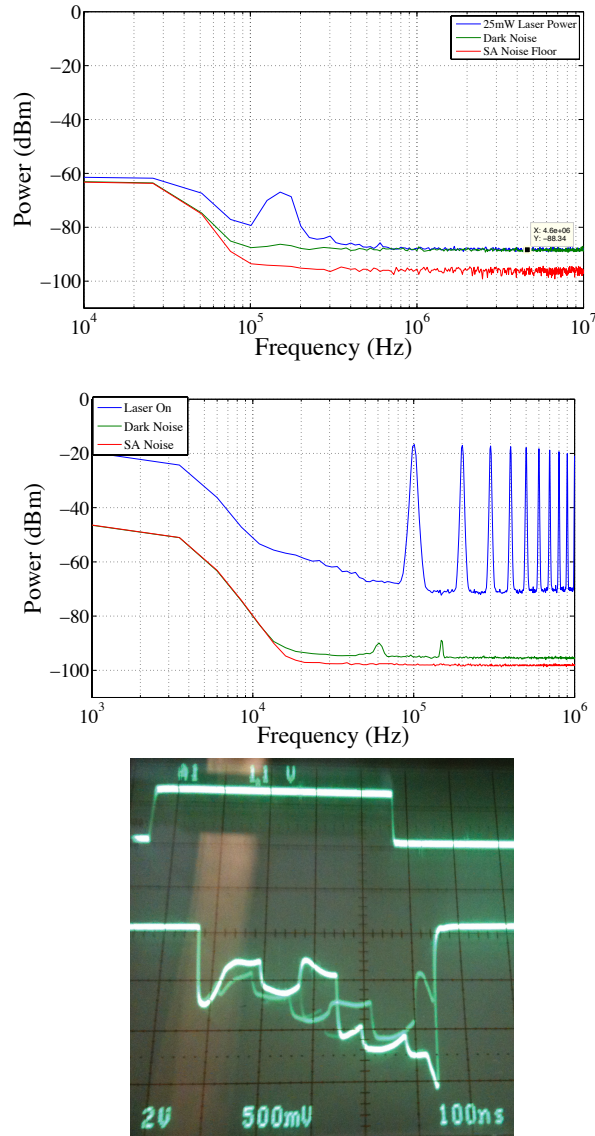 0
−20
−40
−60
−80
−100
Power (dBm)
25mW Laser Power
Dark Noise
SA Noise Floor
X: 4.6e+06
Y: −88.34
10^4
10^5
10^6
10^7
Frequency (Hz)
0
−20
−40
−60
−80
−100
Power (dBm)
Laser On
Dark Noise
SA Noise
10^3
10^4
10^5
10^6
Frequency (Hz)
A1 1.1 V
2V 500mV 100ns